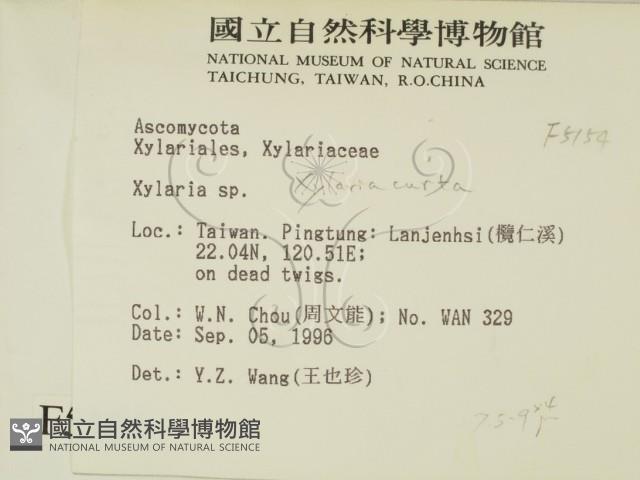 國立自然科學博物館
NATIONAL MUSEUM OF NATURAL SCIENCE
TAICHUNG, TAIWAN, R.O.CHINA
F5154
Ascomycota
Xylariales, Xylariaceae
Xylaria sp. Xylaria curta
Loc.: Taiwan. Pingtung: Lanjenhsi(欖仁溪)
22.04N, 120.51E;
on dead twigs.
Col.: W.N. Chou(周文能); No. WAN 329
Date: Sep. 05, 1996
Det.: Y.Z. Wang(王也珍)
國立自然科學博物館
NATIONAL MUSEUM OF NATURAL SCIENCE